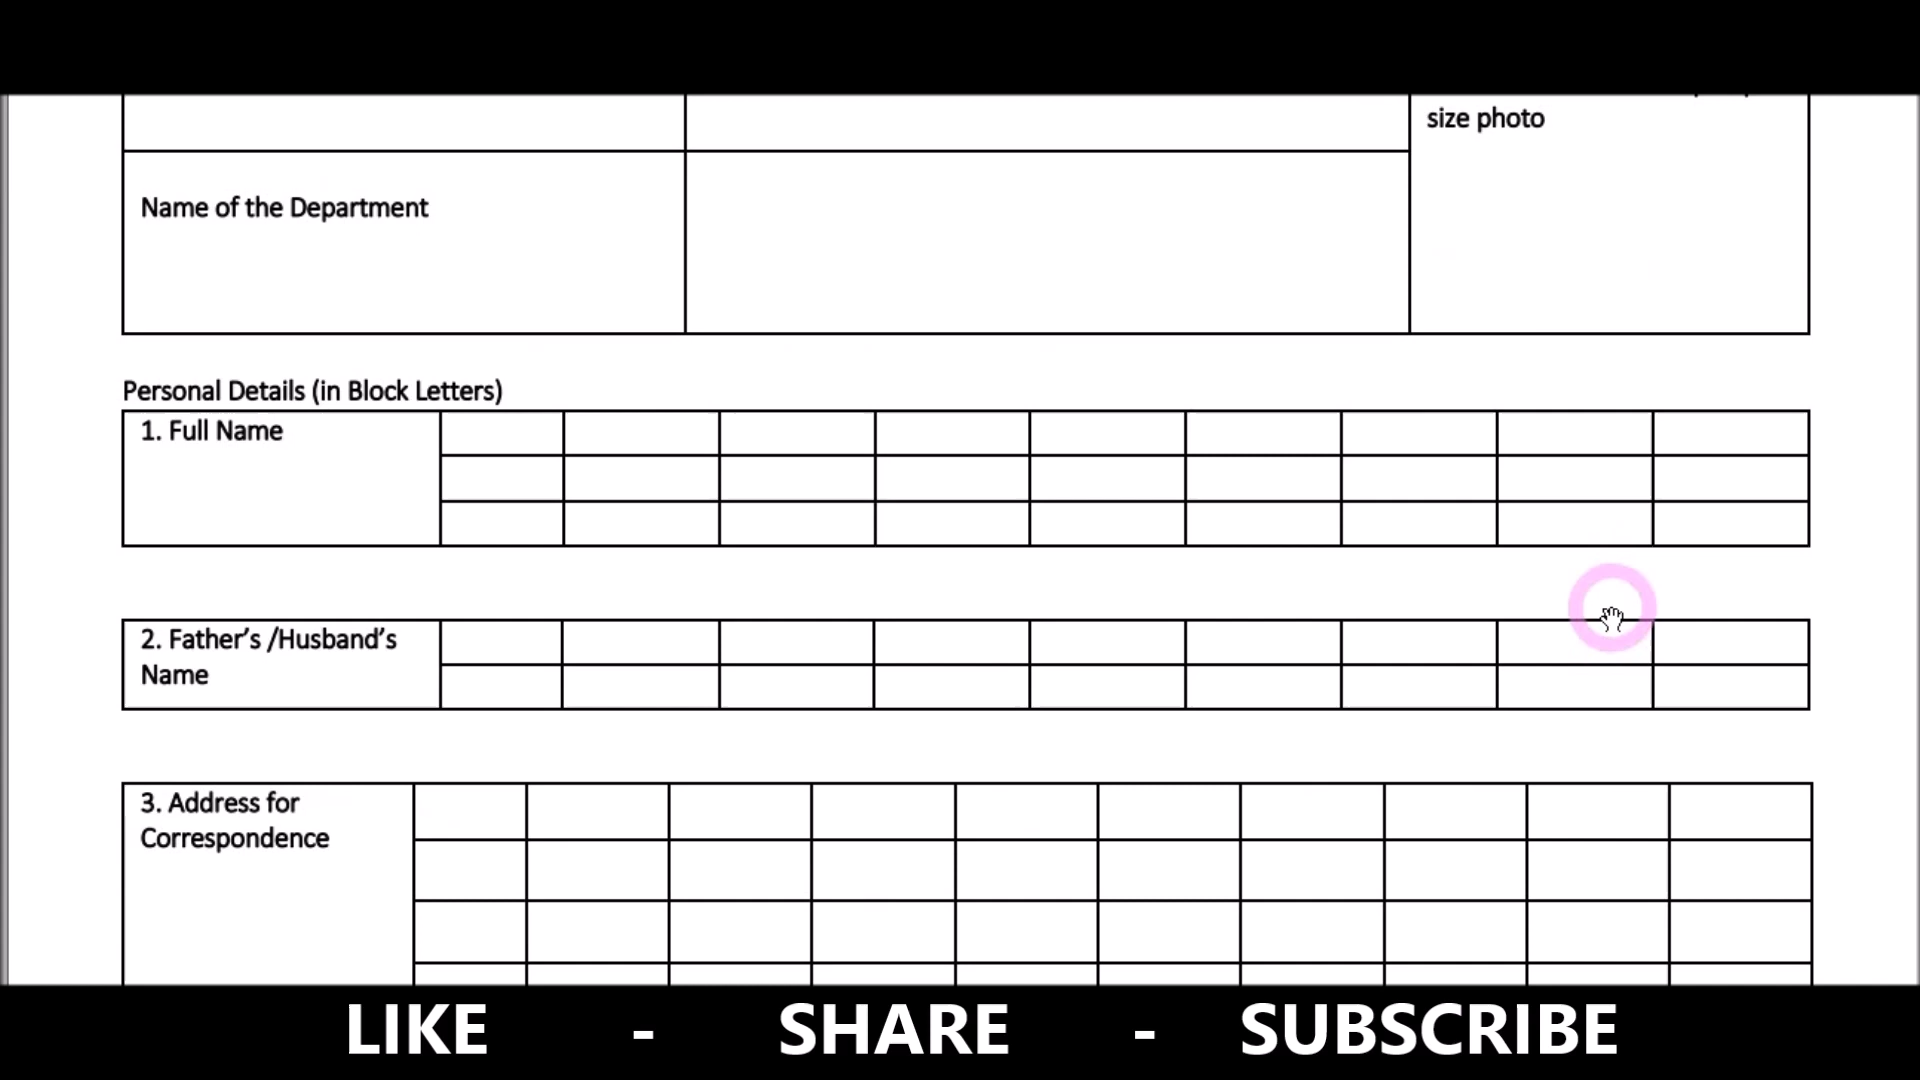 size photo
Name of the Department
Personal Details (in Block Letters)
1. Full Name
2. Father’s /Husband’s
Name
3. Address for
Correspondence
LIKE - SHARE - SUBSCRIBE